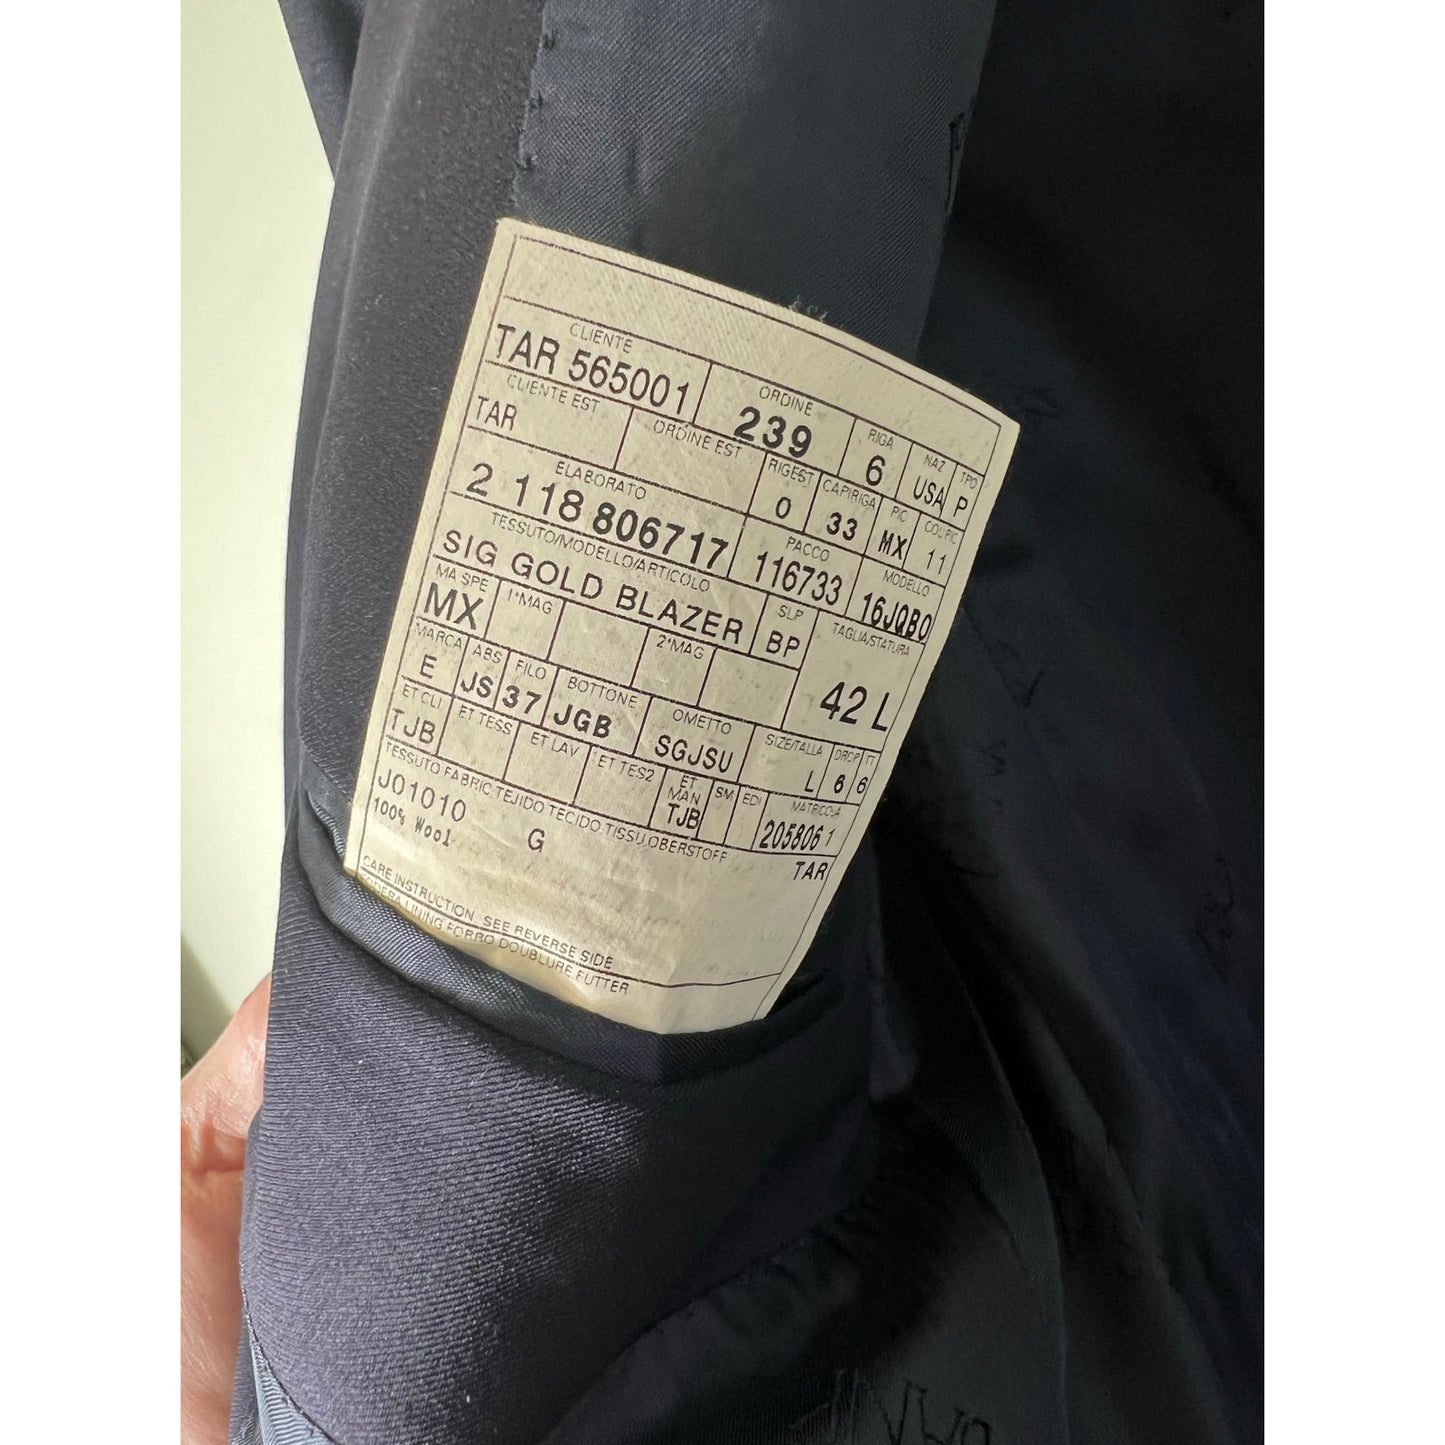 CLIENTE ORDINE RIGA NAZ TPO
TAR 565001 239 6 USA P
CLIENTE EST ORDINE EST RIGEST CAPIRIGA PIC COL PIC
TAR 0 33 MX 11
ELABORATO PACCO MODELLO
2 118 806717 116733 16JQBO
TESSUTO/MODELLO/ARTICOLO SLP TAGLIA/STATURA
SIG GOLD BLAZER BP 42 L
MA SPE 1°MAG 2°MAG
MX
MARCA ABS FILO BOTTONE OMETTO SIZE/TALLA DROP TT
E JS 37 JGB SGJSU L 6 6
ET CLI ET TESS ET LAV ET TES2 ET MAN SM EDI MATRICOLA
TJB TJB 205806 1
TESSUTO FABRIC TEJIDO TECIDO TISSU OBERSTOFF
J01010 G TAR
100% Wool
CARE INSTRUCTION SEE REVERSE SIDE
FODERA LINING FORRO DOUBLURE FUTTER